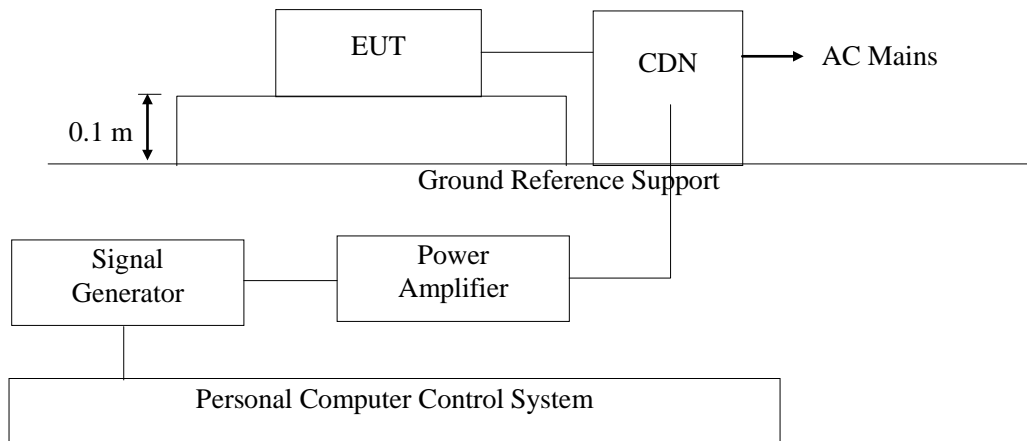 EUT
CDN
AC Mains
0.1 m
Ground Reference Support
Signal
Generator
Power
Amplifier
Personal Computer Control System